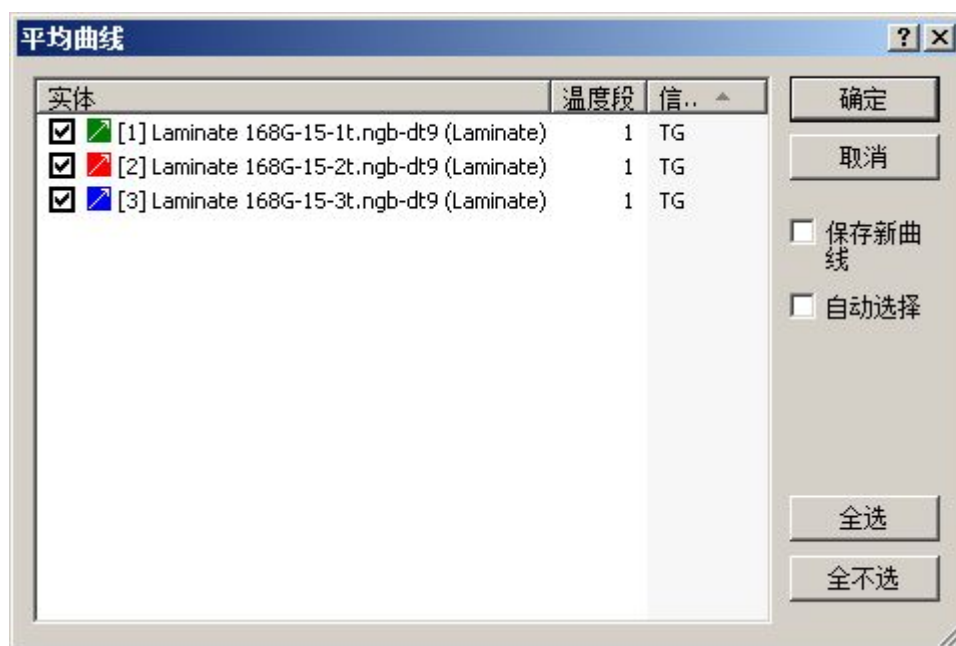 平均曲线
实体 温度段 信..
[1] Laminate 168G-15-1t.ngb-dt9 (Laminate) 1 TG
[2] Laminate 168G-15-2t.ngb-dt9 (Laminate) 1 TG
[3] Laminate 168G-15-3t.ngb-dt9 (Laminate) 1 TG
确定
取消
保存新曲
线
自动选择
全选
全不选